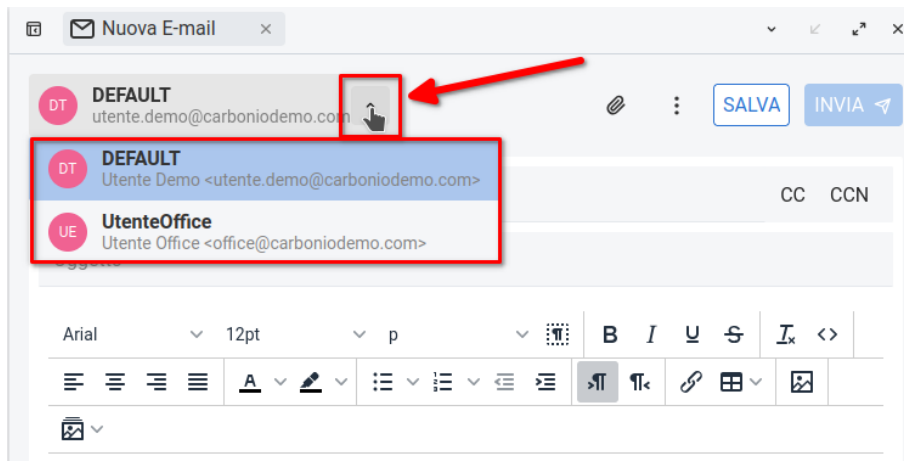 Nuova E-mail
DEFAULT
utente.demo@carboniodemo.com
DT
SALVA
INVIA
DT
DEFAULT
Utente Demo <utente.demo@carboniodemo.com>
CC CCN
UE
UtenteOffice
Utente Office <office@carboniodemo.com>
Arial 12pt p
B I U S